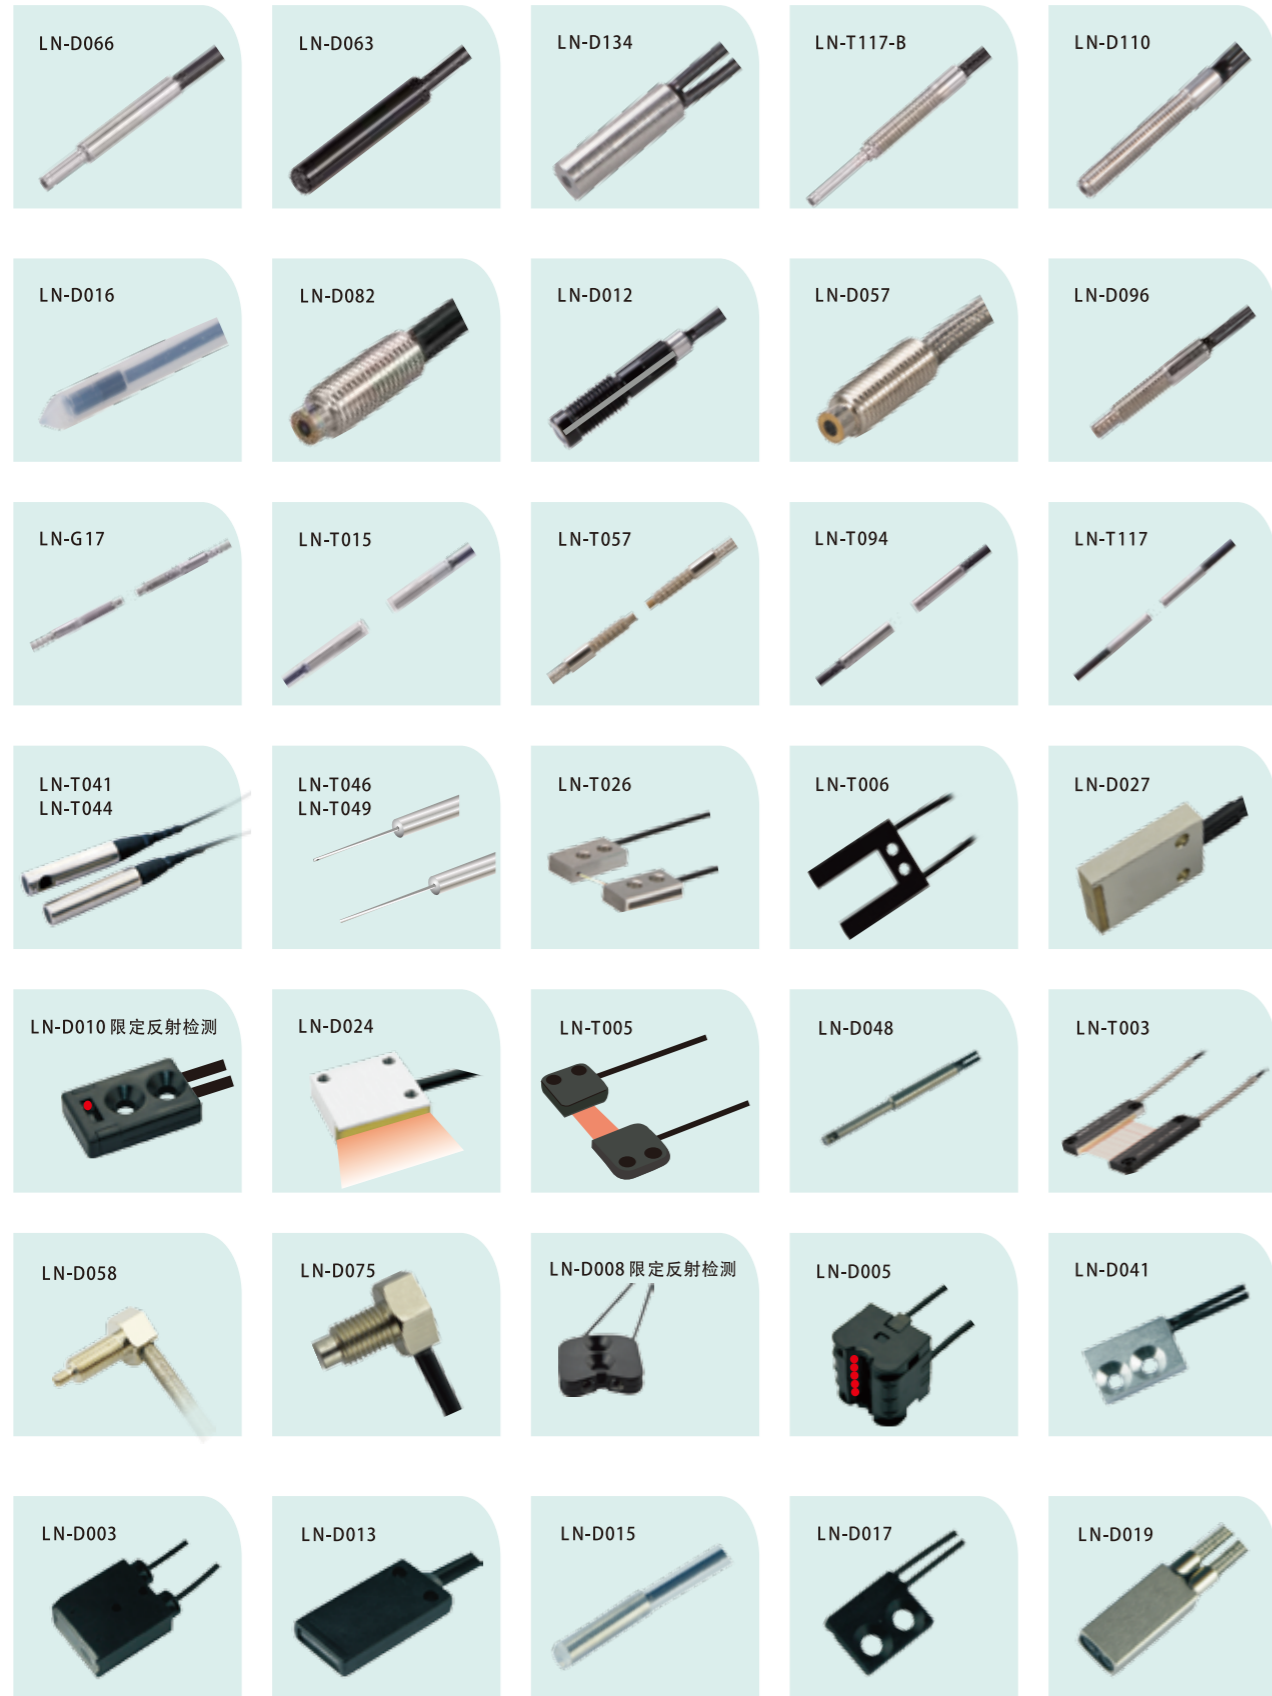 LN-D066
LN-D063
LN-D134
LN-T117-B
LN-D110
LN-D016
LN-D082
LN-D012
LN-D057
LN-D096
LN-G17
LN-T015
LN-T057
LN-T094
LN-T117
LN-T041
LN-T044
LN-T046
LN-T049
LN-T026
LN-T006
LN-D027
LN-D010 限定反射检测
LN-D024
LN-T005
LN-D048
LN-T003
LN-D058
LN-D075
LN-D008 限定反射检测
LN-D005
LN-D041
LN-D003
LN-D013
LN-D015
LN-D017
LN-D019